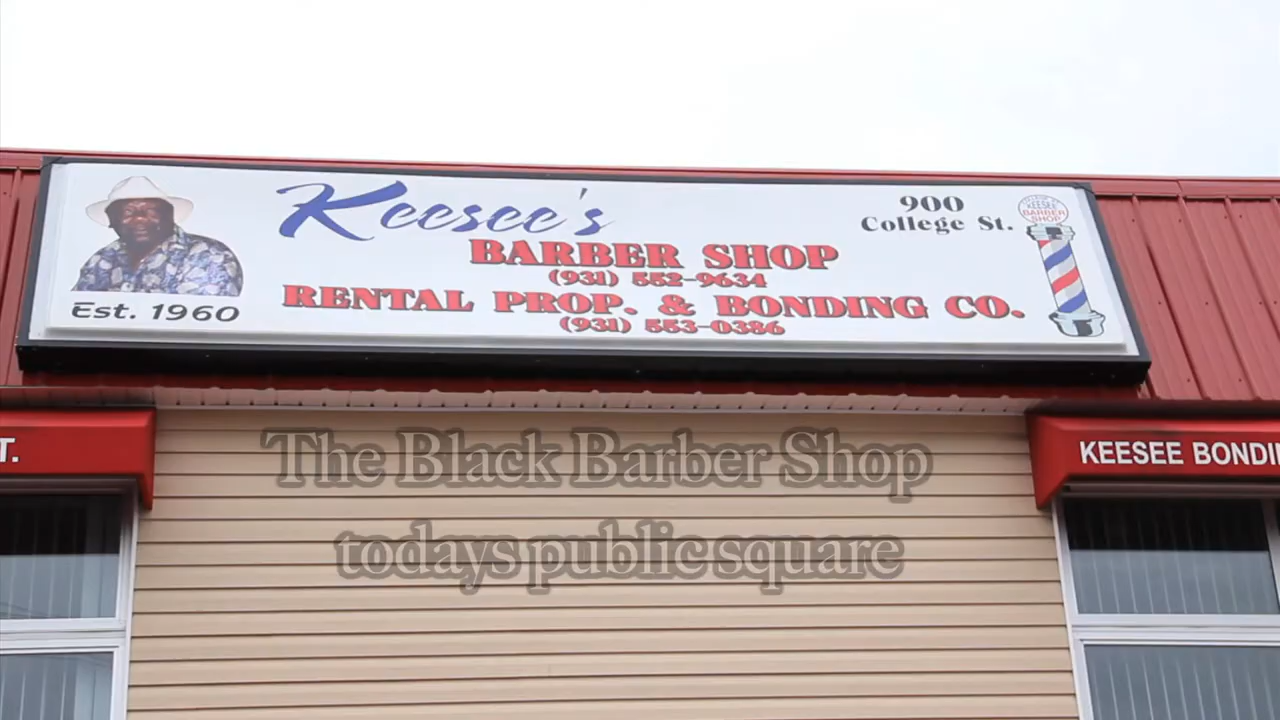 Keesee's
900
College St.
KEESEE
BARBER
SHOP
BARBER SHOP
(931) 552-9634
RENTAL PROP. & BONDING CO.
(931) 553-0386
Est. 1960
T.
KEESEE BONDI
The Black Barber Shop
todays public square